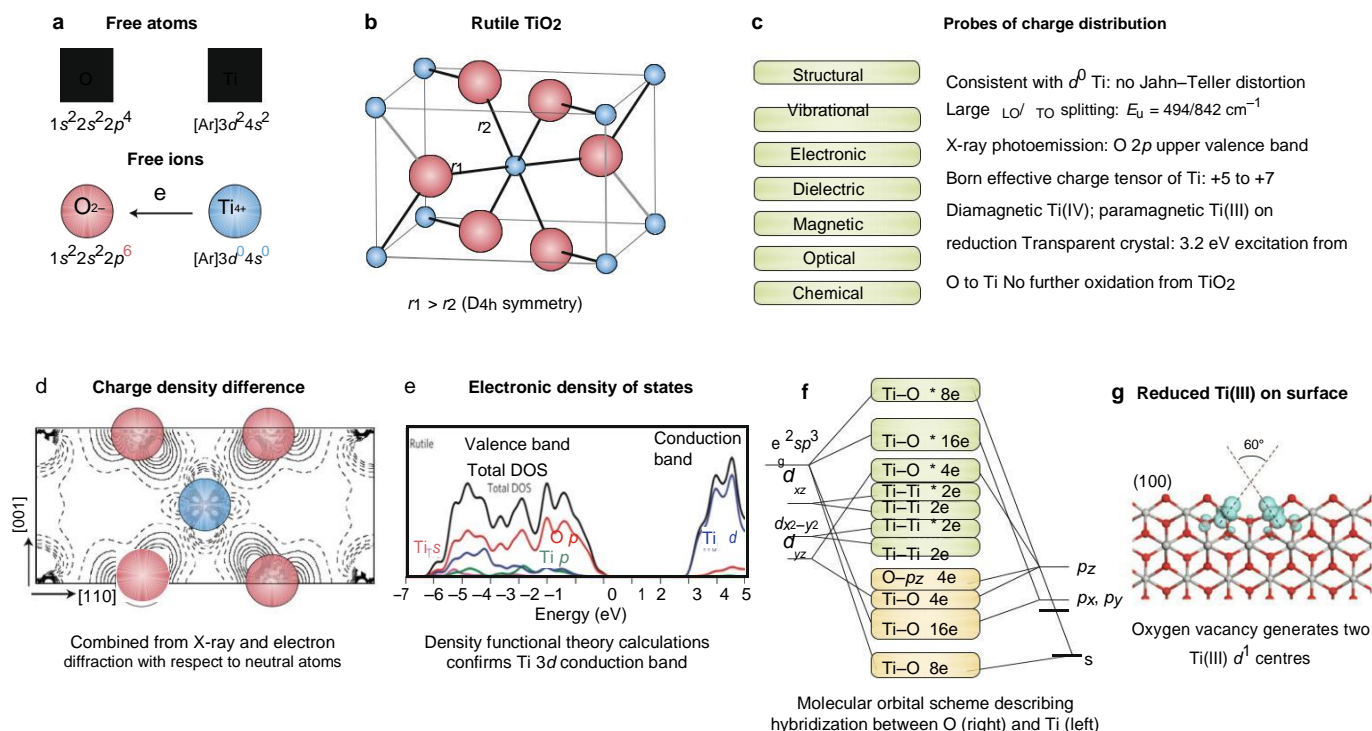 a
Free atoms
O
Ti
1s²2s²2p⁴
[Ar]3d²4s²
Free ions
O²⁻
e
Ti⁴⁺
1s²2s²2p⁶
[Ar]3d⁰4s⁰
b
Rutile TiO₂
r₂
r₁
r₁ > r₂ (D₄ₕ symmetry)
c
Probes of charge distribution
Structural
Vibrational
Electronic
Dielectric
Magnetic
Optical
Chemical
Consistent with d⁰ Ti: no Jahn–Teller distortion
Large LO/ TO splitting: Eᵤ = 494/842 cm⁻¹
X-ray photoemission: O 2p upper valence band
Born effective charge tensor of Ti: +5 to +7
Diamagnetic Ti(IV); paramagnetic Ti(III) on
reduction Transparent crystal: 3.2 eV excitation from
O to Ti No further oxidation from TiO₂
d
Charge density difference
[001]
[110]
Combined from X-ray and electron
diffraction with respect to neutral atoms
e
Electronic density of states
Rutile
Valence band
Total DOS
Total DOS
Conduction
band
Ti s
O p
Ti p
Ti d
–7 –6 –5 –4 –3 –2 –1 0 1 2 3 4 5
Energy (eV)
Density functional theory calculations
confirms Ti 3d conduction band
f
Ti–O * 8e
Ti–O * 16e
Ti–O * 4e
Ti–Ti * 2e
Ti–Ti 2e
Ti–Ti * 2e
Ti–Ti 2e
O–pz 4e
Ti–O 4e
Ti–O 16e
Ti–O 8e
e g ²sp³
d xz
dx²–y²
d yz
pz
px, py
s
Molecular orbital scheme describing
hybridization between O (right) and Ti (left)
g
Reduced Ti(III) on surface
60°
(100)
Oxygen vacancy generates two
Ti(III) d¹ centres